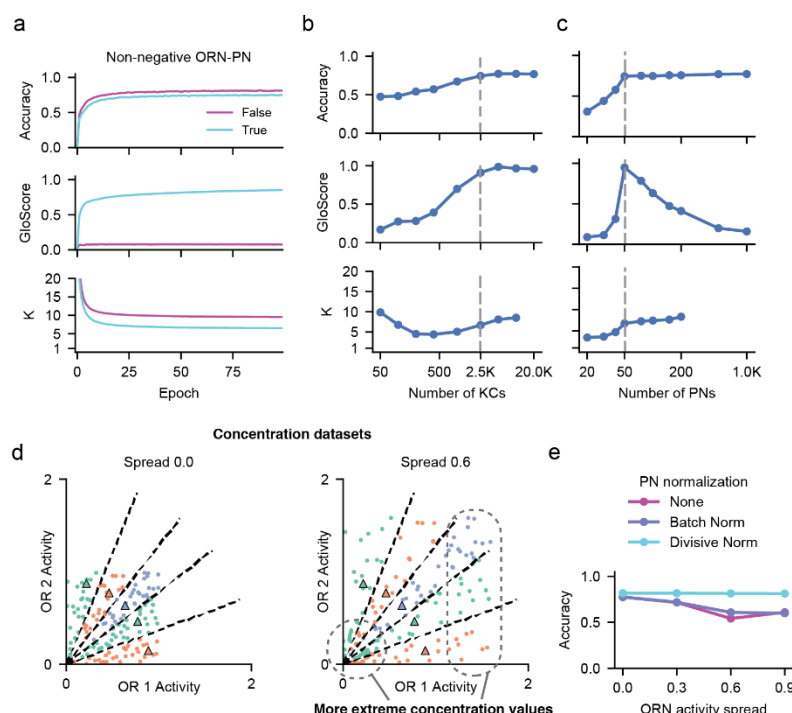 a
b
c
Non-negative ORN-PN
False
True
Accuracy
1.0
0.5
0.0
GloScore
1.0
0.5
0.0
K
20
15
10
5
1
0
25
50
75
Epoch
Accuracy
1.0
0.5
0.0
GloScore
1.0
0.5
0.0
K
20
15
10
5
1
50
500
2.5K
20.0K
Number of KCs
20
50
200
1.0K
Number of PNs
Concentration datasets
d
e
Spread 0.0
Spread 0.6
2
OR 2 Activity
0
0
OR 1 Activity
2
2
OR 2 Activity
0
0
OR 1 Activity
2
More extreme concentration values
PN normalization
None
Batch Norm
Divisive Norm
Accuracy
1.0
0.5
0.0
0.0
0.3
0.6
0.9
ORN activity spread